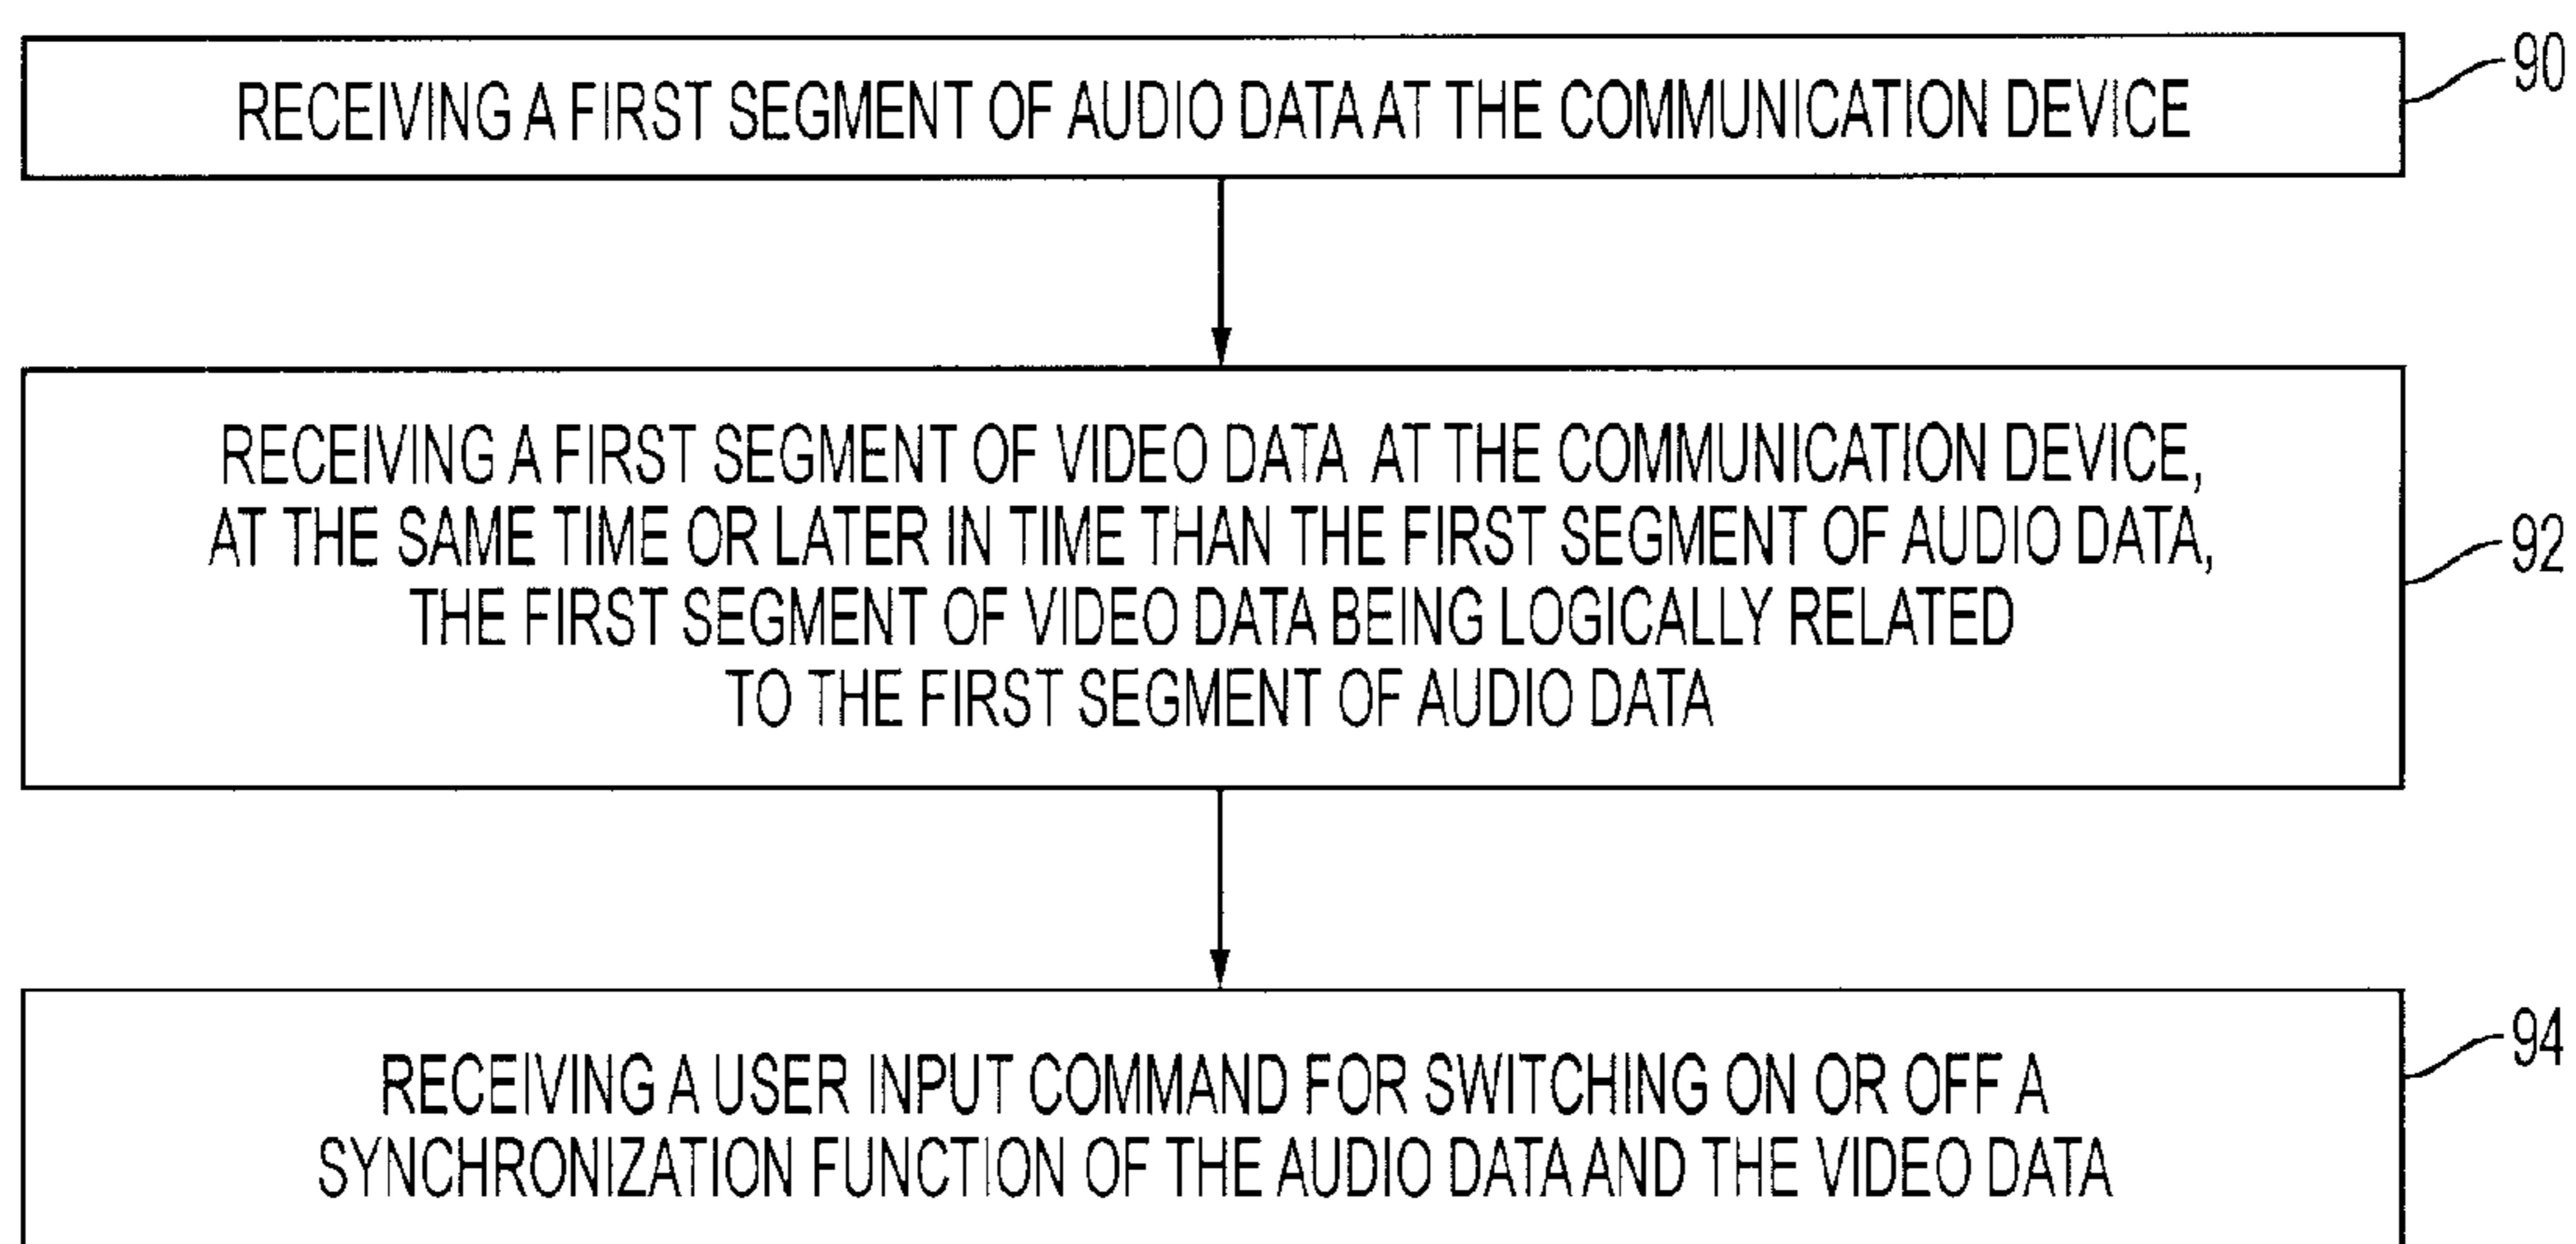 RECEIVING A FIRST SEGMENT OF AUDIO DATA AT THE COMMUNICATION DEVICE
90
RECEIVING A FIRST SEGMENT OF VIDEO DATA AT THE COMMUNICATION DEVICE,
AT THE SAME TIME OR LATER IN TIME THAN THE FIRST SEGMENT OF AUDIO DATA,
THE FIRST SEGMENT OF VIDEO DATA BEING LOGICALLY RELATED
TO THE FIRST SEGMENT OF AUDIO DATA
92
RECEIVING A USER INPUT COMMAND FOR SWITCHING ON OR OFF A
SYNCHRONIZATION FUNCTION OF THE AUDIO DATA AND THE VIDEO DATA
94